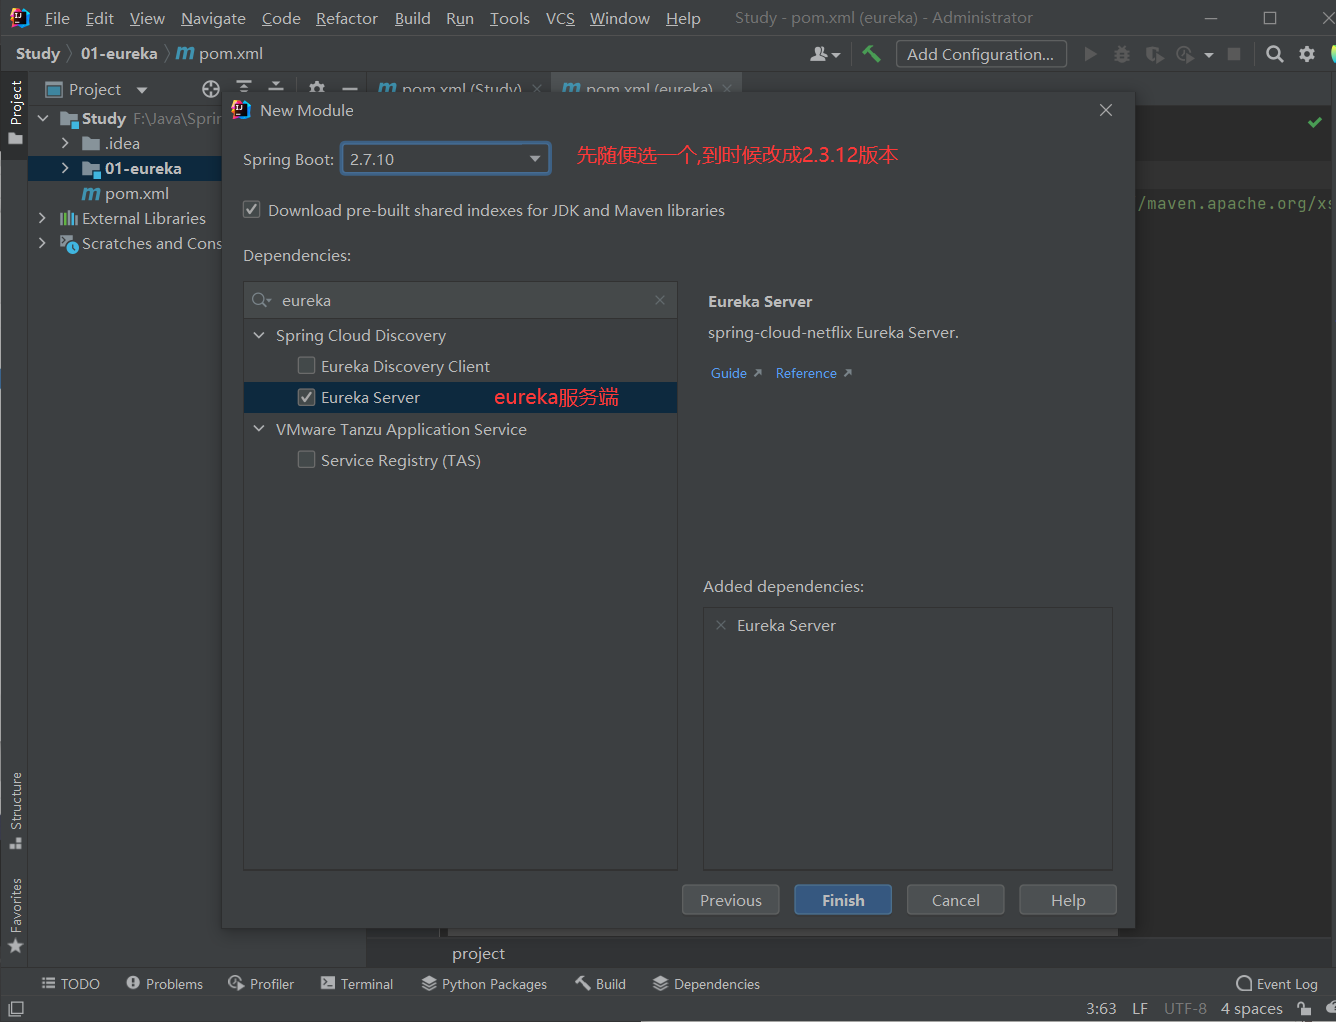 File Edit View Navigate Code Refactor Build Run Tools VCS Window Help Study - pom.xml (eureka) - Administrator
Study 01-eureka pom.xml Add Configuration...
Project pom.xml (Study) pom.xml (eureka)
Project
New Module
Study F:\Java\Sprin
.idea
01-eureka
pom.xml
External Libraries
Scratches and Cons
Spring Boot: 2.7.10 先随便选一个,到时候改成2.3.12版本
Download pre-built shared indexes for JDK and Maven libraries
/maven.apache.org/xs
Dependencies:
eureka
Spring Cloud Discovery
Eureka Discovery Client
Eureka Server eureka服务端
VMware Tanzu Application Service
Service Registry (TAS)
Eureka Server
spring-cloud-netflix Eureka Server.
Guide Reference
Added dependencies:
Eureka Server
Previous Finish Cancel Help
Structure
Favorites
project
TODO Problems Profiler Terminal Python Packages Build Dependencies Event Log
3:63 LF UTF-8 4 spaces